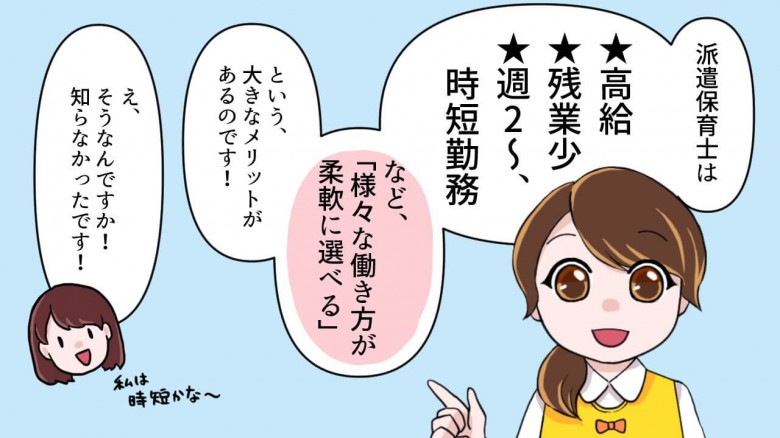 派遣保育士は
★高給
★残業少
★週2〜、
時短勤務
など、
「様々な働き方が
柔軟に選べる」
という、
大きなメリットが
あるのです！
え、
そうなんですか！
知らなかったです！
私は
時短かな〜